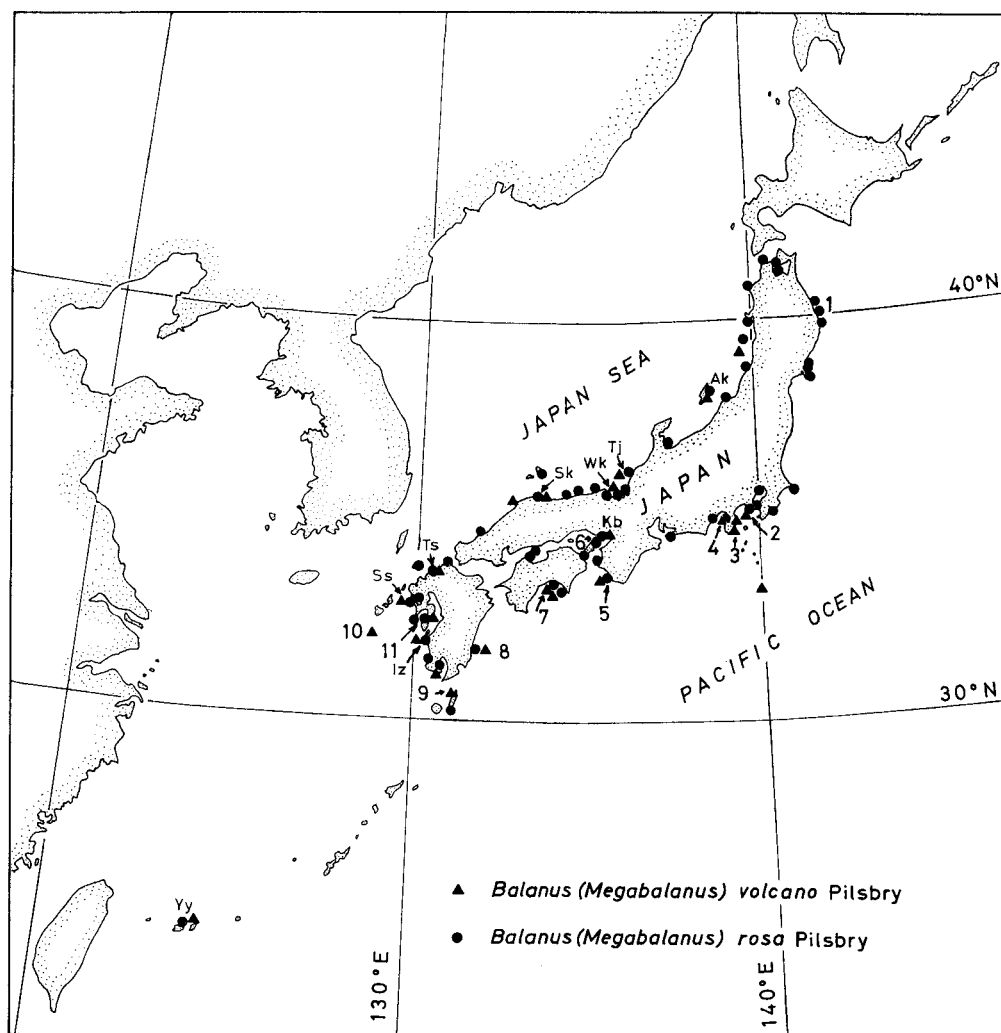 40°N
1
Ak
JAPAN SEA
Tj
Wk
Sk
JAPAN
Kb
6
2
4
3
Ts
5
Ss
7
10
11
8
Iz
PACIFIC OCEAN
9
30°N
▲ Balanus (Megabalanus) volcano Pilsbry
Yy
● Balanus (Megabalanus) rosa Pilsbry
130°E
140°E